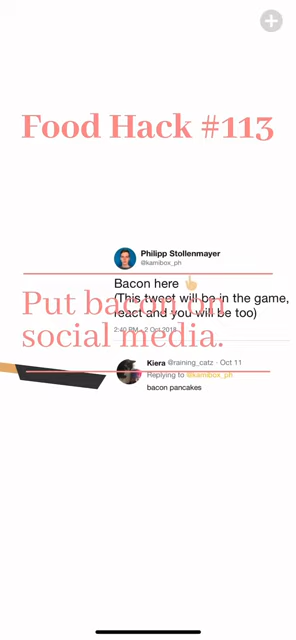 Food Hack #113
Philipp Stollenmayer
@kamibox_ph
Bacon here 👆
(This tweet will be in the game,
react and you will be too)
Put bacon on
social media.
2:40 PM · 2 Oct 2018
Kiera @raining_catz · Oct 11
Replying to @kamibox_ph
bacon pancakes